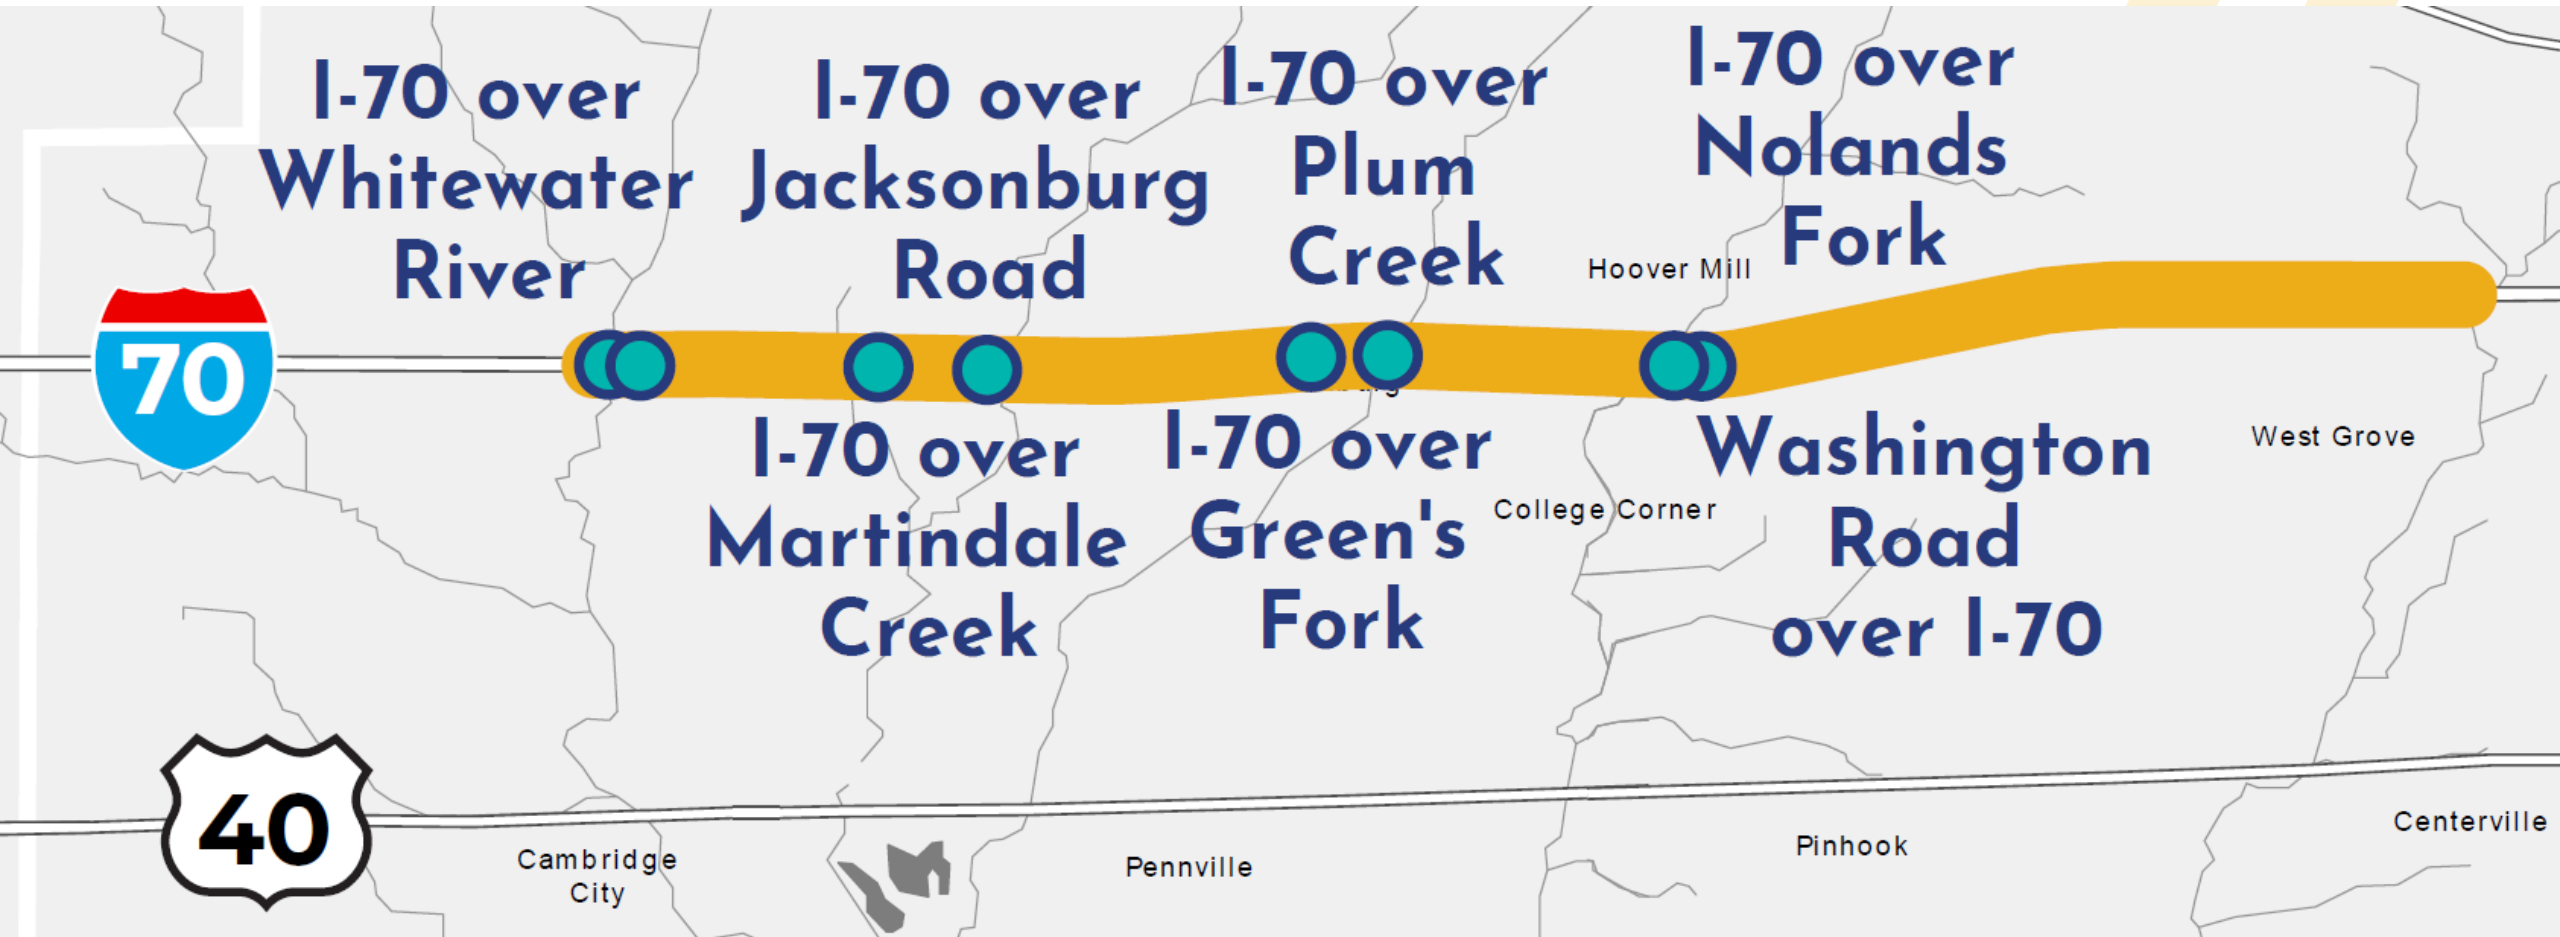 I-70 over
Whitewater
River
I-70 over
Jacksonburg
Road
I-70 over
Plum
Creek
I-70 over
Nolands
Fork
Hoover Mill
70
I-70 over
Martindale
Creek
I-70 over
Green's
Fork
College Corner
Washington
Road
over I-70
West Grove
40
Cambridge
City
Pennville
Pinhook
Centerville